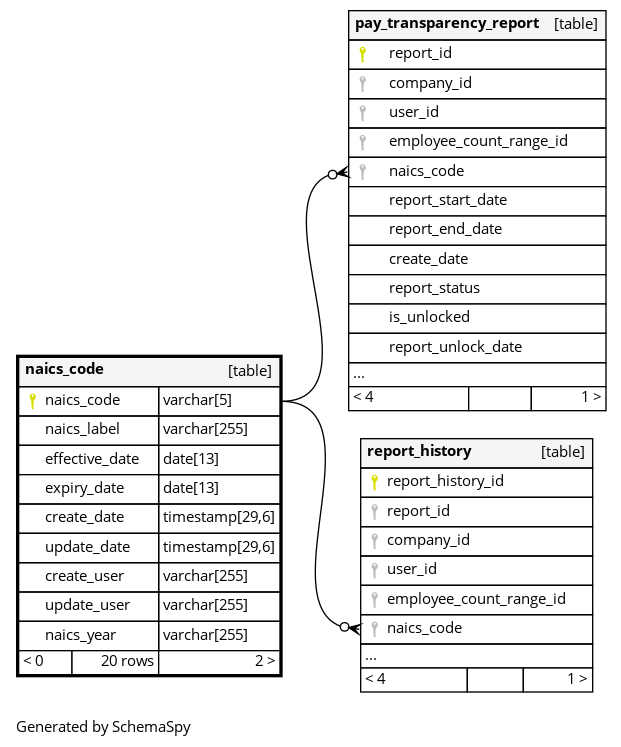 pay_transparency_report [table]
report_id
company_id
user_id
employee_count_range_id
naics_code
report_start_date
report_end_date
create_date
report_status
is_unlocked
report_unlock_date
...
< 4 1 >
naics_code [table]
naics_code varchar[5]
naics_label varchar[255]
effective_date date[13]
expiry_date date[13]
create_date timestamp[29,6]
update_date timestamp[29,6]
create_user varchar[255]
update_user varchar[255]
naics_year varchar[255]
< 0 20 rows 2 >
report_history [table]
report_history_id
report_id
company_id
user_id
employee_count_range_id
naics_code
...
< 4 1 >
Generated by SchemaSpy